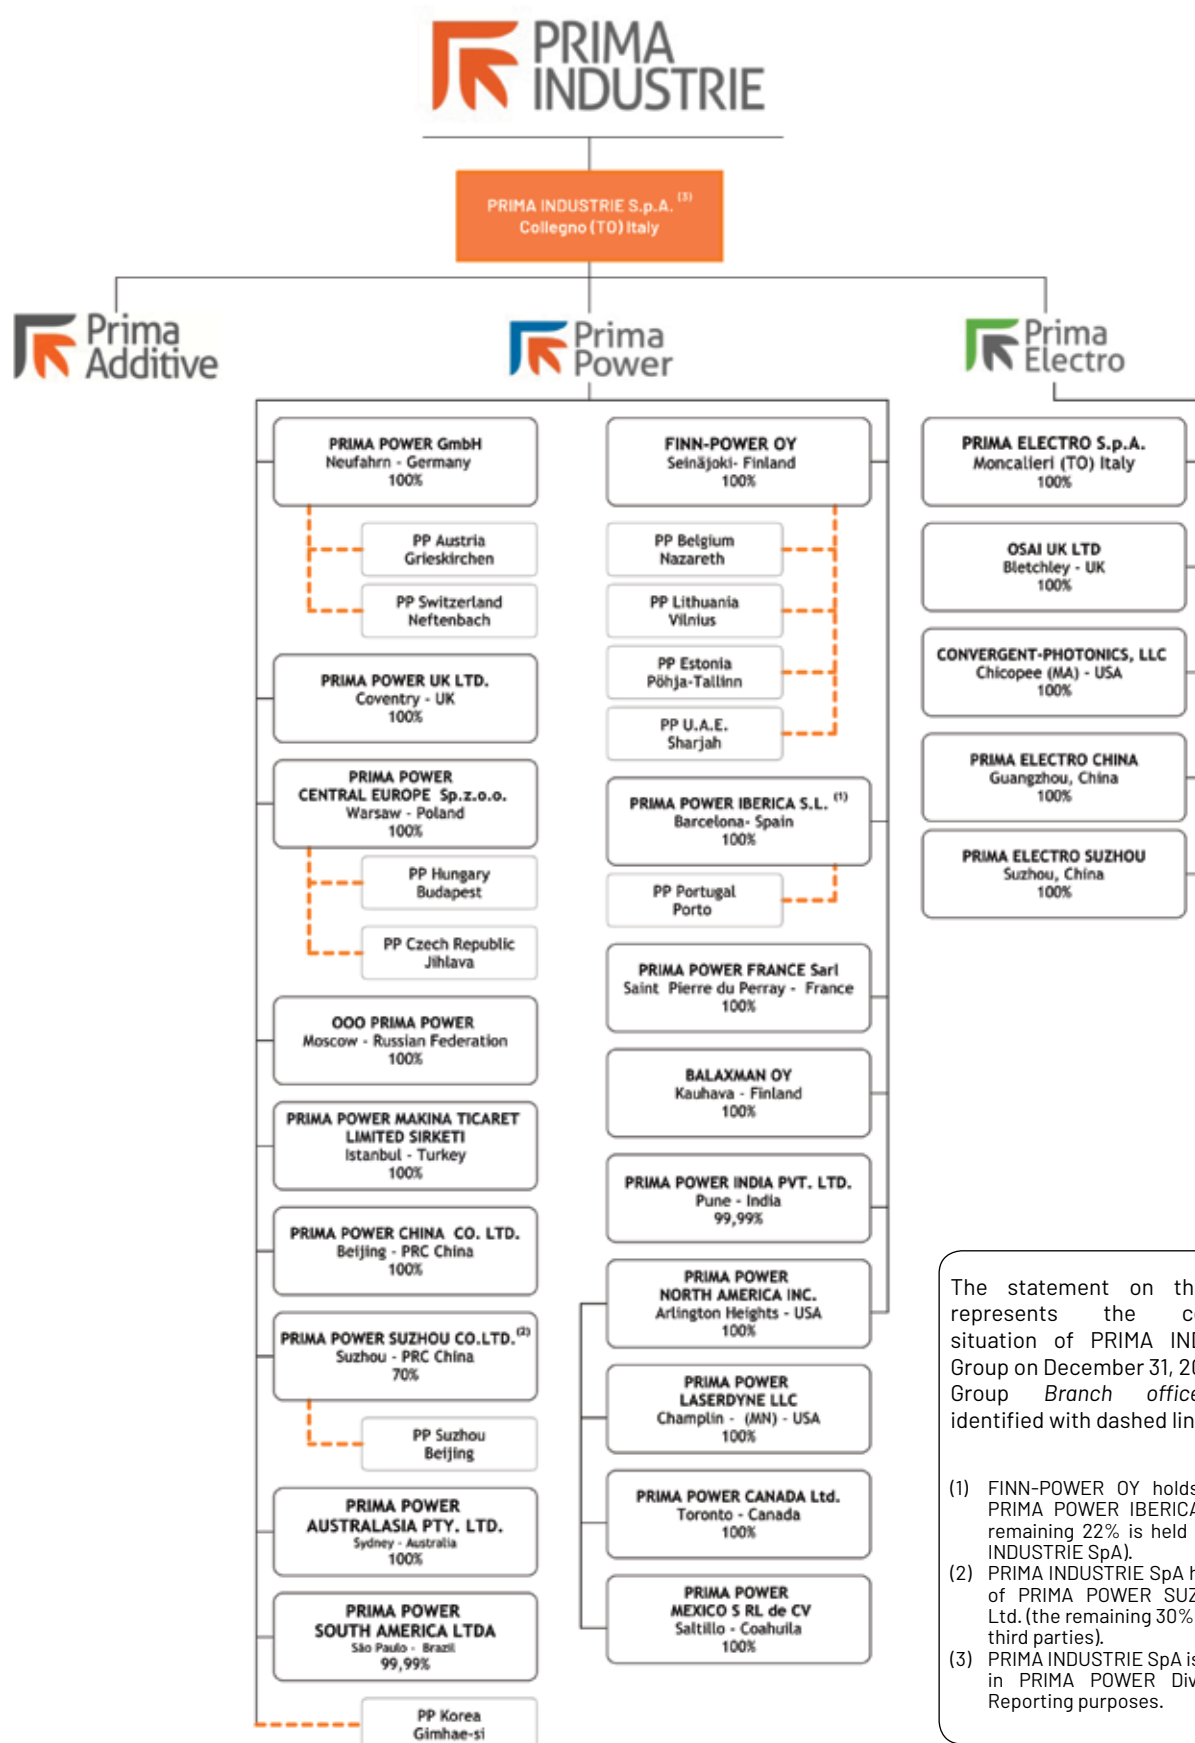 PRIMA
INDUSTRIE
PRIMA INDUSTRIE S.p.A. (3)
Collegno (TO) Italy
Prima
Additive
Prima
Power
Prima
Electro
PRIMA POWER GmbH
Neufahrn - Germany
100%
PP Austria
Grieskirchen
PP Switzerland
Neftenbach
PRIMA POWER UK LTD.
Coventry - UK
100%
PRIMA POWER
CENTRAL EUROPE Sp.z.o.o.
Warsaw - Poland
100%
PP Hungary
Budapest
PP Czech Republic
Jihlava
OOO PRIMA POWER
Moscow - Russian Federation
100%
PRIMA POWER MAKINA TICARET
LIMITED SIRKETI
Istanbul - Turkey
100%
PRIMA POWER CHINA CO. LTD.
Beijing - PRC China
100%
PRIMA POWER SUZHOU CO.LTD. (2)
Suzhou - PRC China
70%
PP Suzhou
Beijing
PRIMA POWER
AUSTRALASIA PTY. LTD.
Sydney - Australia
100%
PRIMA POWER
SOUTH AMERICA LTDA
São Paulo - Brazil
99,99%
PP Korea
Gimhae-si
FINN-POWER OY
Seinäjoki- Finland
100%
PP Belgium
Nazareth
PP Lithuania
Vilnius
PP Estonia
Pöhja-Tallinn
PP U.A.E.
Sharjah
PRIMA POWER IBERICA S.L. (1)
Barcelona- Spain
100%
PP Portugal
Porto
PRIMA POWER FRANCE Sarl
Saint Pierre du Perray - France
100%
BALAXMAN OY
Kauhava - Finland
100%
PRIMA POWER INDIA PVT. LTD.
Pune - India
99,99%
PRIMA POWER
NORTH AMERICA INC.
Arlington Heights - USA
100%
PRIMA POWER
LASERDYNE LLC
Champlin - (MN) - USA
100%
PRIMA POWER CANADA Ltd.
Toronto - Canada
100%
PRIMA POWER
MEXICO S RL de CV
Saltillo - Coahuila
100%
PRIMA ELECTRO S.p.A.
Moncalieri (TO) Italy
100%
OSAI UK LTD
Bletchley - UK
100%
CONVERGENT-PHOTONICS, LLC
Chicopee (MA) - USA
100%
PRIMA ELECTRO CHINA
Guangzhou, China
100%
PRIMA ELECTRO SUZHOU
Suzhou, China
100%
The statement on th
represents the c
situation of PRIMA IND
Group on December 31, 20
Group Branch office
identified with dashed lin
(1) FINN-POWER OY holds
PRIMA POWER IBERICA
remaining 22% is held
INDUSTRIE SpA).
(2) PRIMA INDUSTRIE SpA h
of PRIMA POWER SUZ
Ltd. (the remaining 30%
third parties).
(3) PRIMA INDUSTRIE SpA is
in PRIMA POWER Div
Reporting purposes.